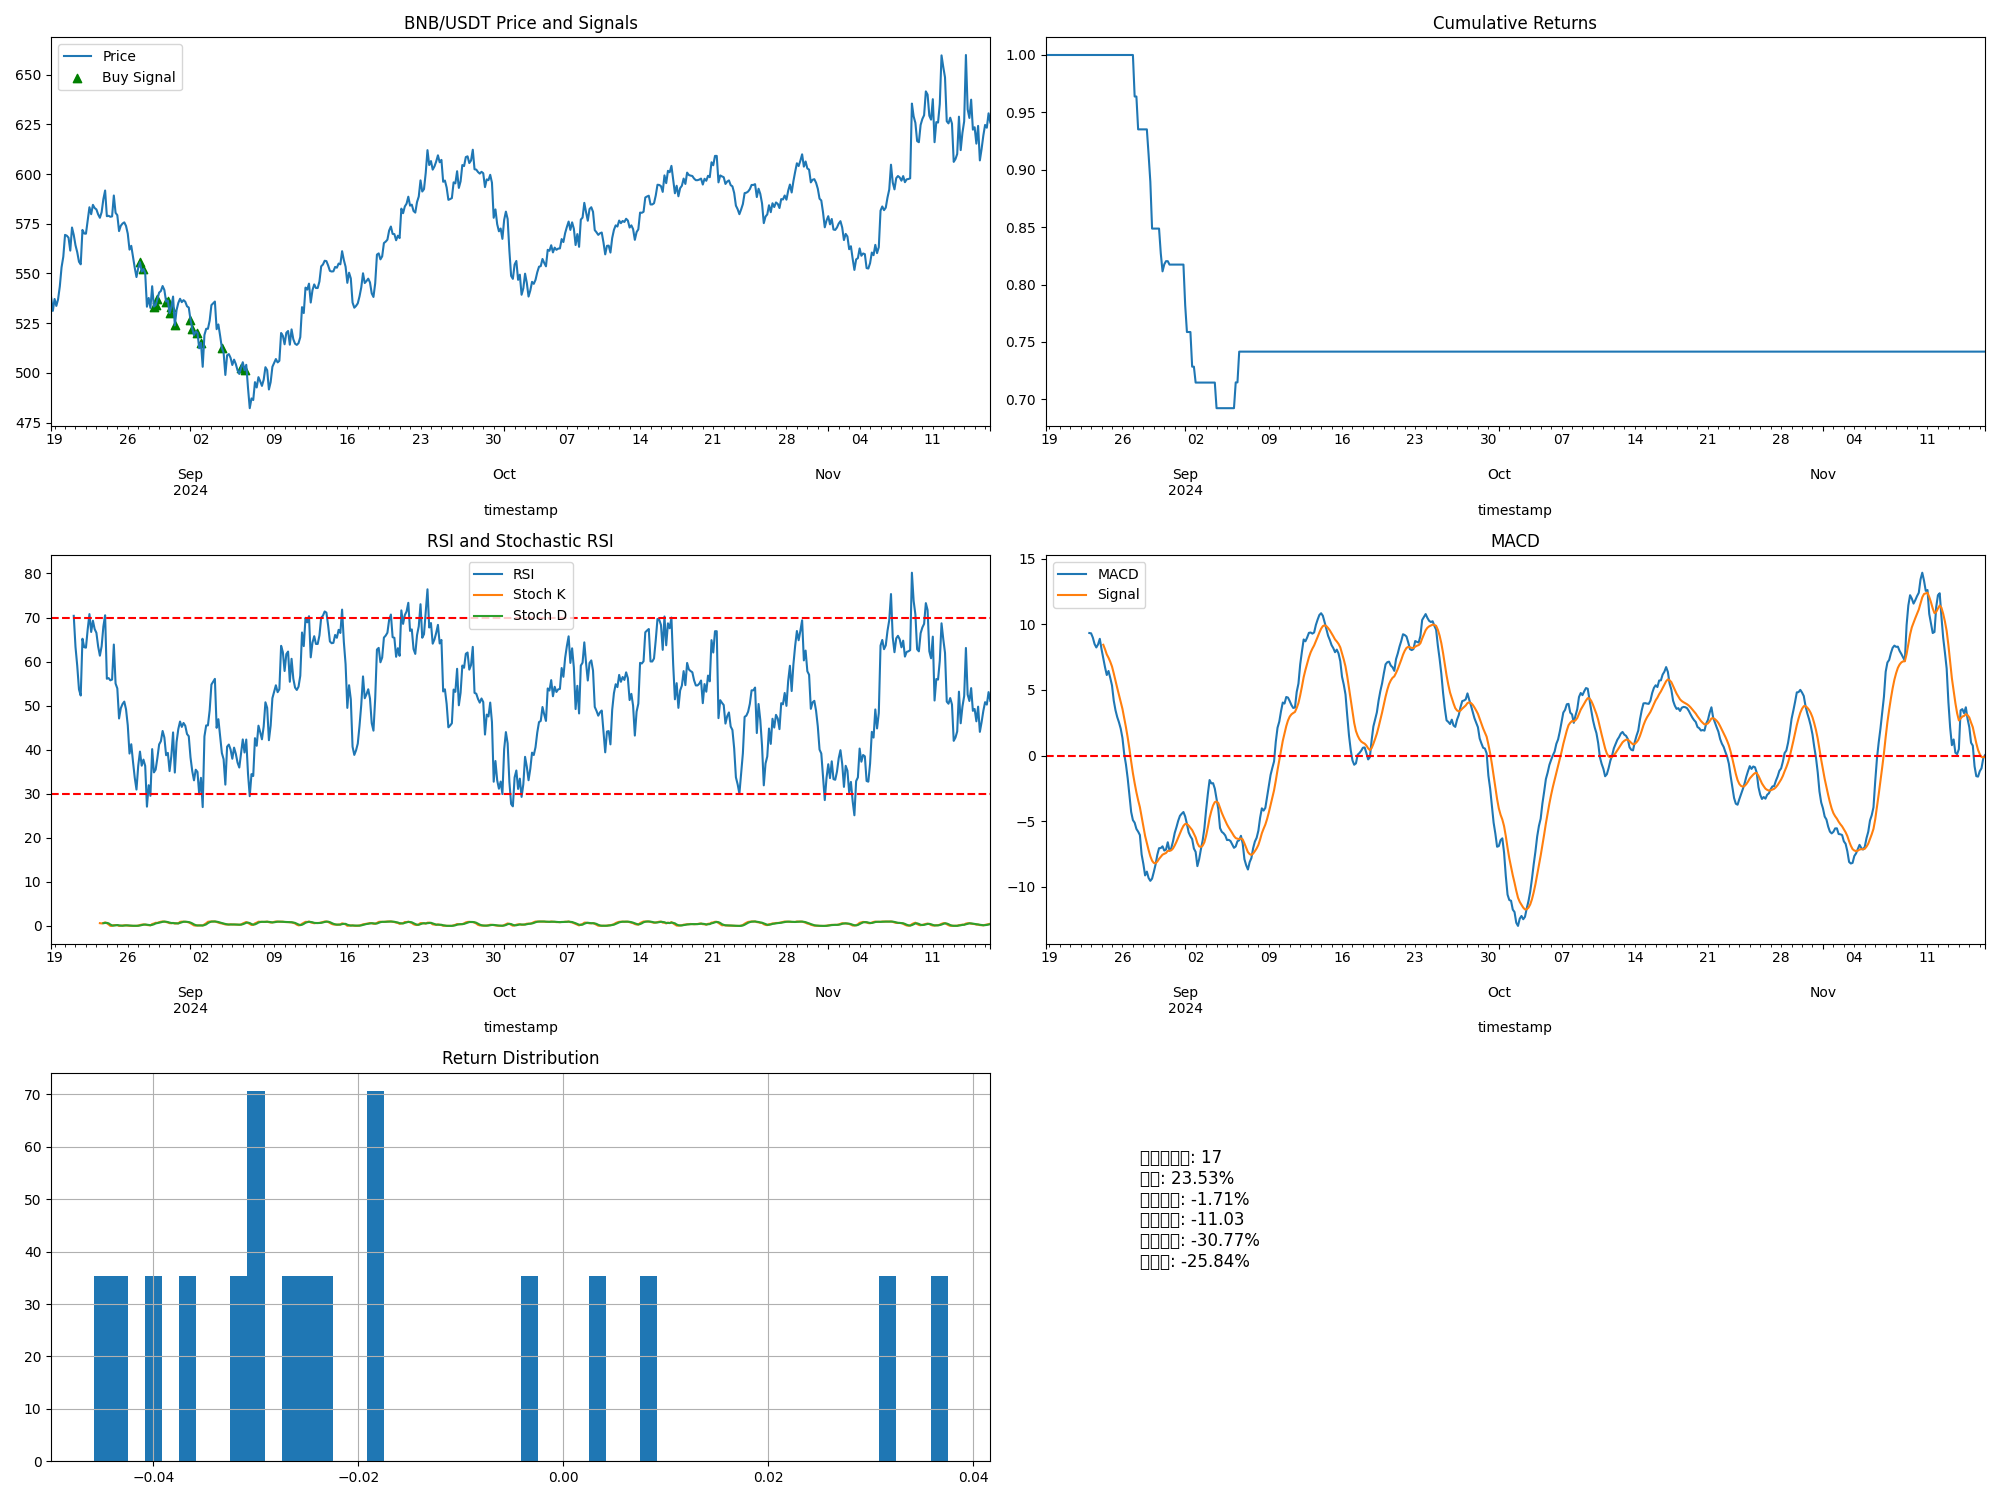 BNB/USDT Price and Signals
Price
Buy Signal
650
625
600
575
550
525
500
475
19 26 02 09 16 23 30 07 14 21 28 04 11
Sep Oct Nov
2024
timestamp
Cumulative Returns
1.00
0.95
0.90
0.85
0.80
0.75
0.70
19 26 02 09 16 23 30 07 14 21 28 04 11
Sep Oct Nov
2024
timestamp
RSI and Stochastic RSI
RSI
Stoch K
Stoch D
80
70
60
50
40
30
20
10
0
19 26 02 09 16 23 30 07 14 21 28 04 11
Sep Oct Nov
2024
timestamp
MACD
MACD
Signal
15
10
5
0
−5
−10
19 26 02 09 16 23 30 07 14 21 28 04 11
Sep Oct Nov
2024
timestamp
Return Distribution
70
60
50
40
30
20
10
0
−0.04 −0.02 0.00 0.02 0.04
: 17
: 23.53%
: -1.71%
: -11.03
: -30.77%
: -25.84%